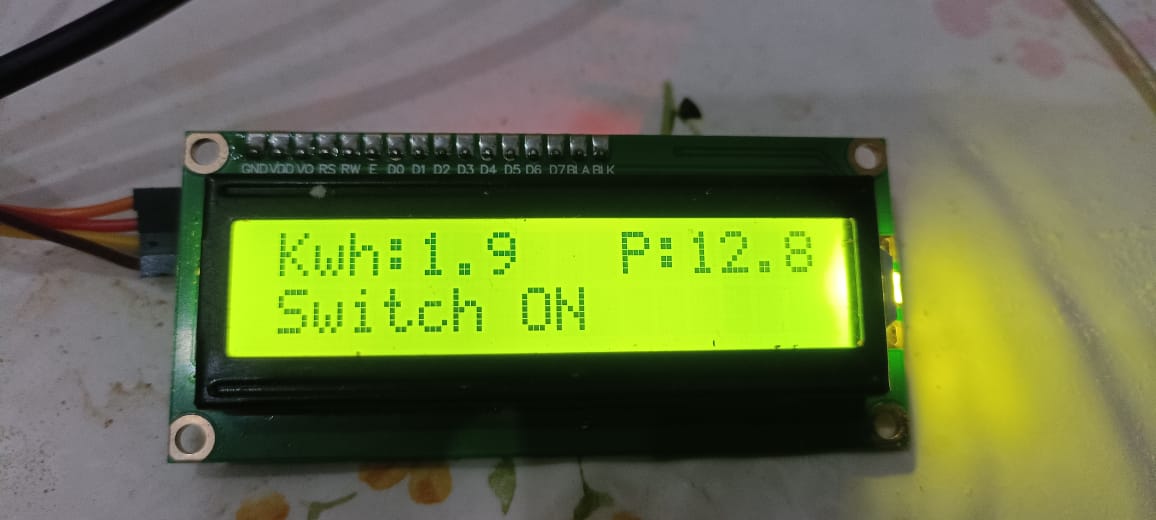 GND VDD VO RS RW E D0 D1 D2 D3 D4 D5 D6 D7 BLA BLK
Kwh:1.9 P:12.8
Switch ON